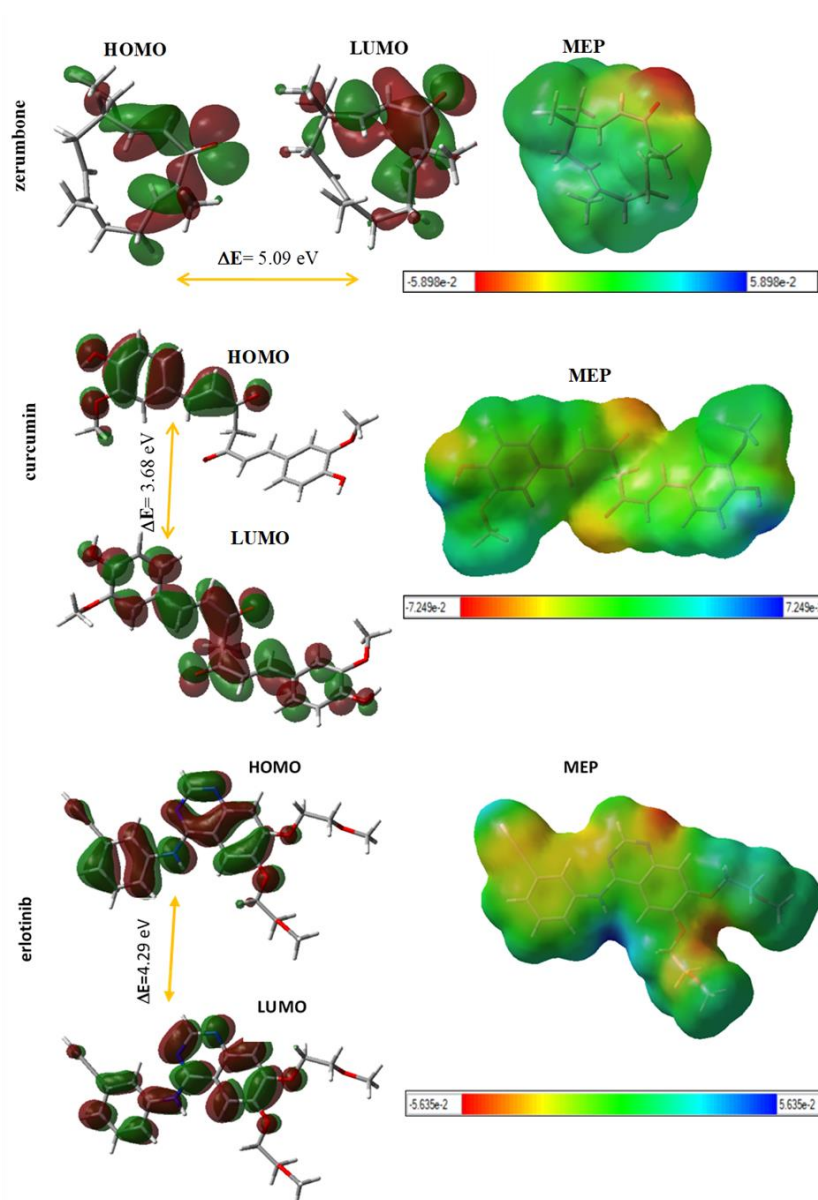 HOMO
LUMO
MEP
zerumbone
ΔE= 5.09 eV
-5.898e-2
5.898e-2
HOMO
MEP
curcumin
ΔE= 3.68 eV
LUMO
-7.249e-2
7.249e-
HOMO
MEP
erlotinib
ΔE=4.29 eV
LUMO
-5.635e-2
5.635e-2